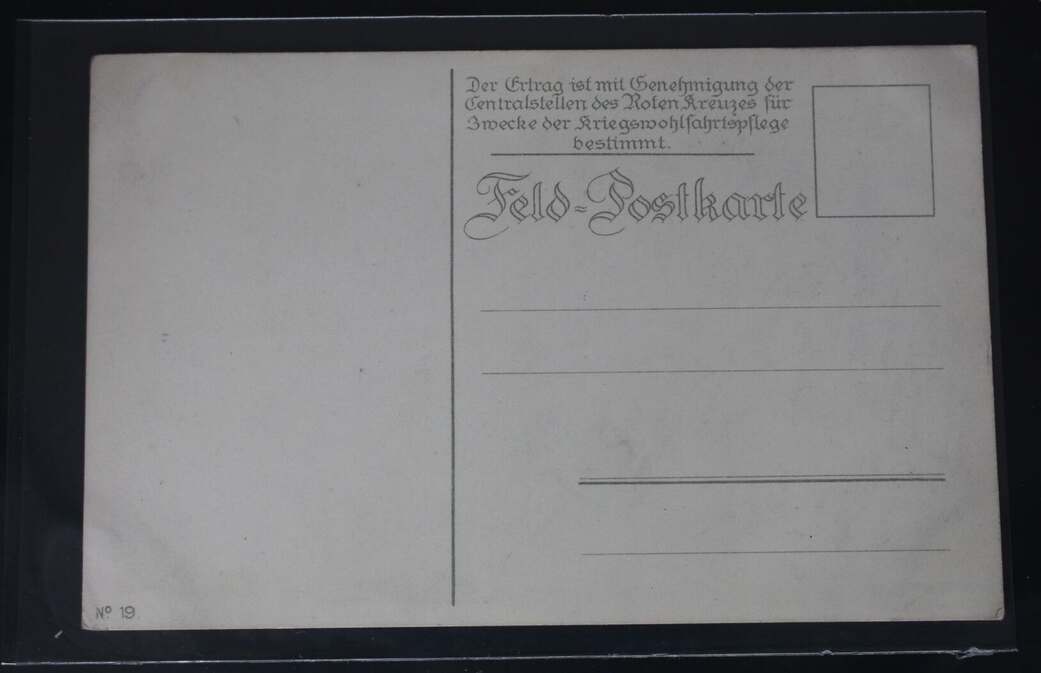 Der Ertrag ist mit Genehmigung der
Centralstellen des Roten Kreuzes für
Zwecke der Kriegswohlfahrtspflege
bestimmt.
Feld-Postkarte
Nº 19